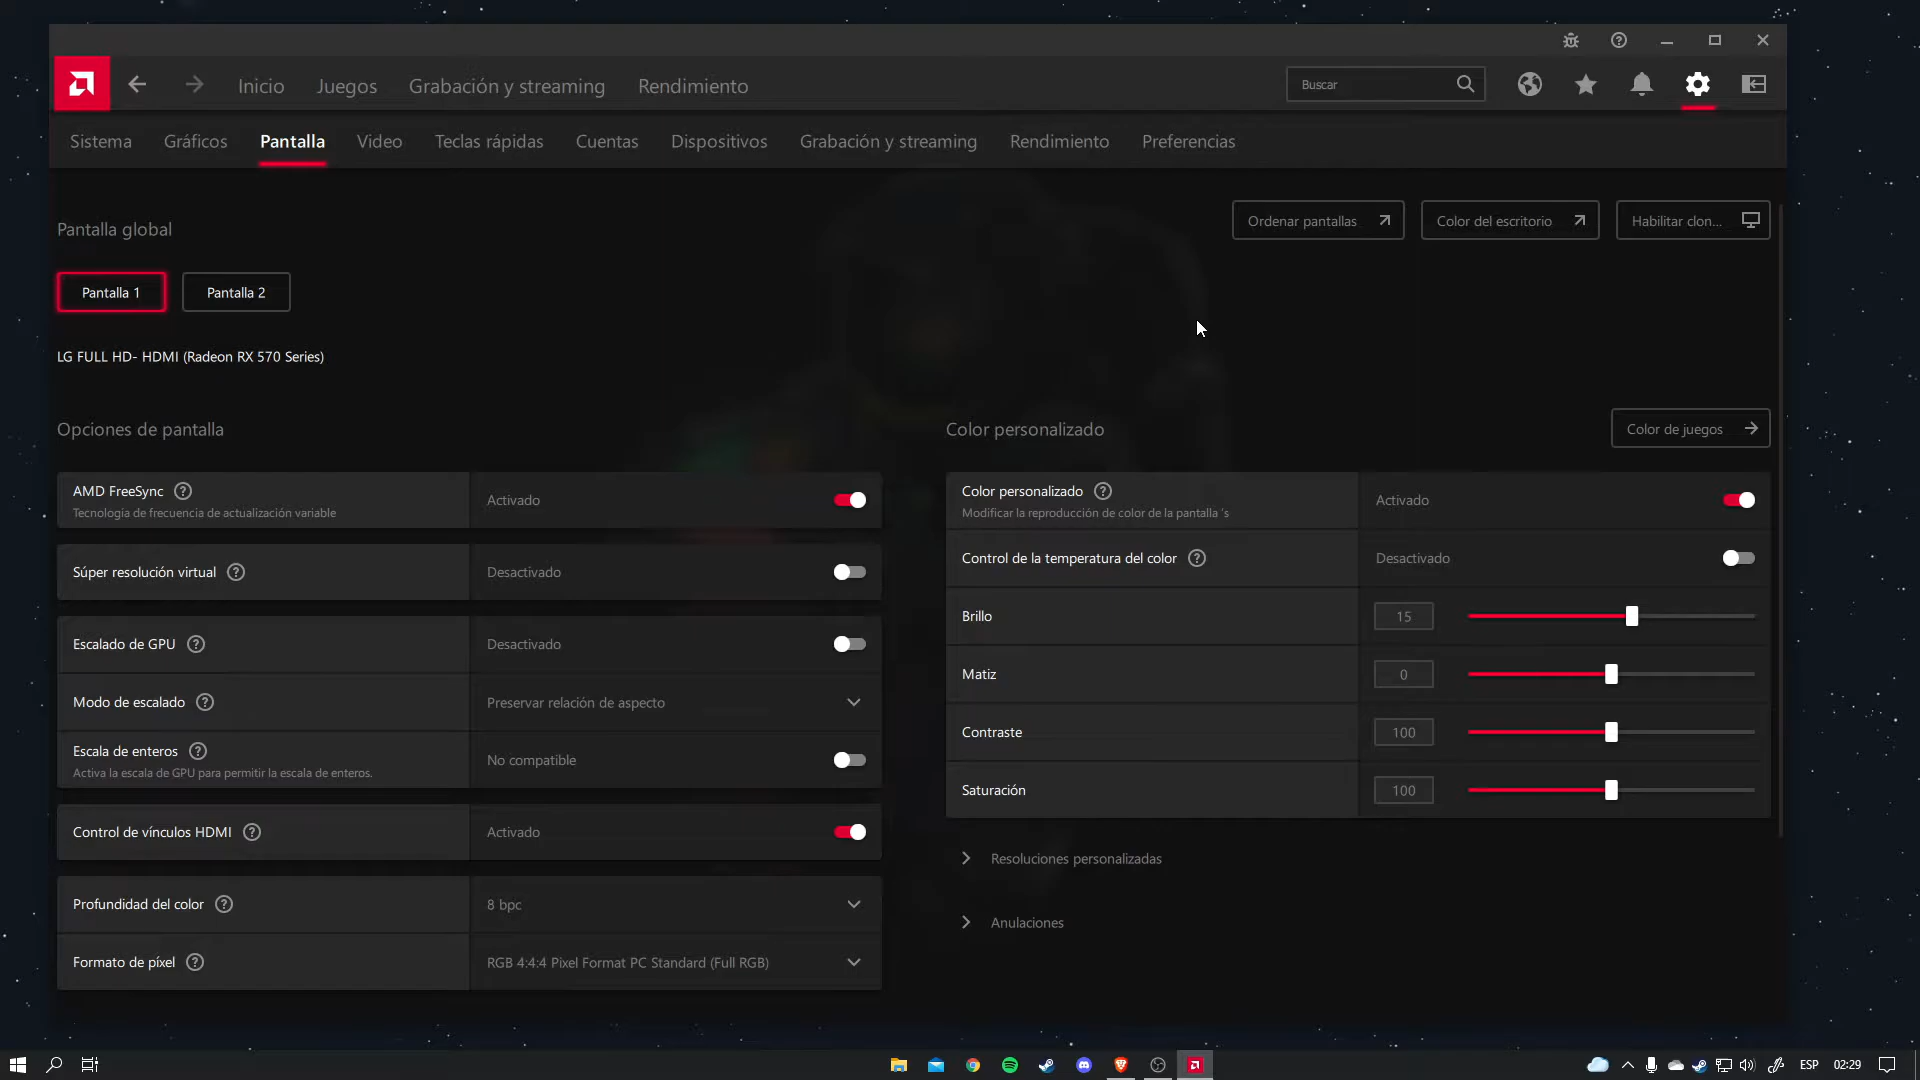 Inicio Juegos Grabación y streaming Rendimiento Buscar
Sistema Gráficos Pantalla Video Teclas rápidas Cuentas Dispositivos Grabación y streaming Rendimiento Preferencias
Pantalla global
Ordenar pantallas Color del escritorio Habilitar clon...
Pantalla 1 Pantalla 2
LG FULL HD- HDMI (Radeon RX 570 Series)
Opciones de pantalla
AMD FreeSync
Tecnología de frecuencia de actualización variable
Activado
Súper resolución virtual Desactivado
Escalado de GPU Desactivado
Modo de escalado Preservar relación de aspecto
Escala de enteros
Activa la escala de GPU para permitir la escala de enteros.
No compatible
Control de vínculos HDMI Activado
Profundidad del color 8 bpc
Formato de píxel RGB 4:4:4 Pixel Format PC Standard (Full RGB)
Color personalizado
Color de juegos
Color personalizado
Modificar la reproducción de color de la pantalla 's
Activado
Control de la temperatura del color Desactivado
Brillo 15
Matiz 0
Contraste 100
Saturación 100
Resoluciones personalizadas
Anulaciones
ESP 02:29